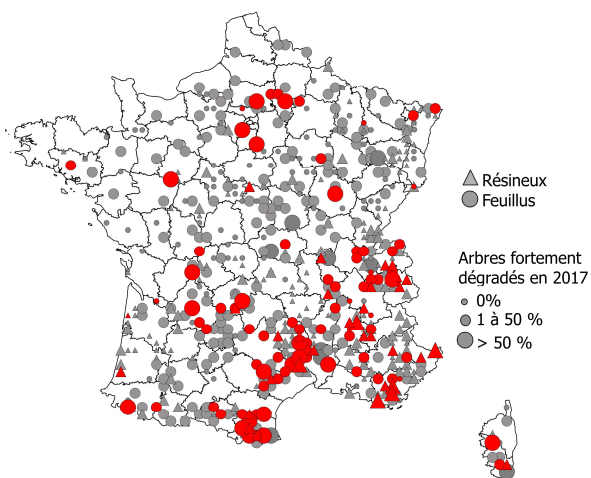 Résineux
Feuillus
Arbres fortement
dégradés en 2017
0%
1 à 50 %
> 50 %